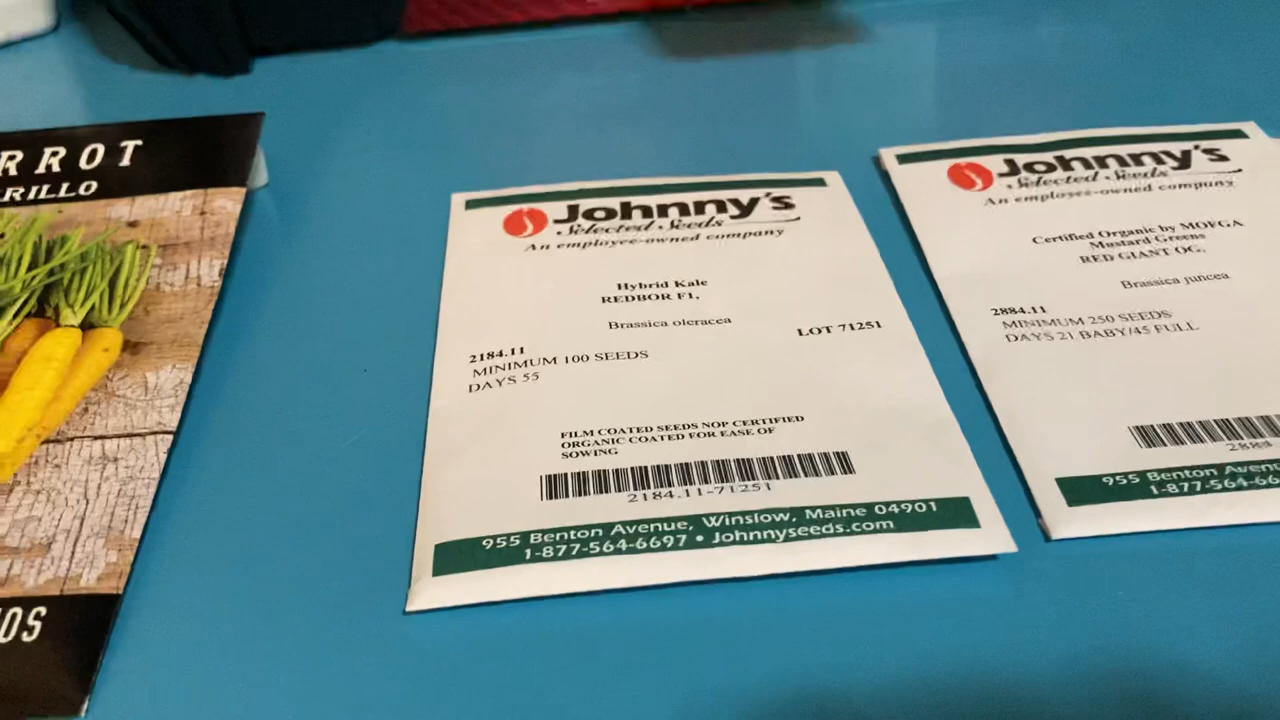 RROT
RILLO
OS
Johnny's
Selected Seeds
An employee-owned company
Hybrid Kale
REDBOR F1,
Brassica oleracea
LOT 71251
2184.11
MINIMUM 100 SEEDS
DAYS 55
FILM COATED SEEDS NOP CERTIFIED
ORGANIC COATED FOR EASE OF
SOWING
2184.11-71251
955 Benton Avenue, Winslow, Maine 04901
1-877-564-6697 • Johnnyseeds.com
Johnny's
Selected Seeds
An employee-owned company
Certified Organic by MOFGA
Mustard Greens
RED GIANT OG,
Brassica juncea
2884.11
MINIMUM 250 SEEDS
DAYS 21 BABY/45 FULL
955 Benton Avenu
1-877-564-66